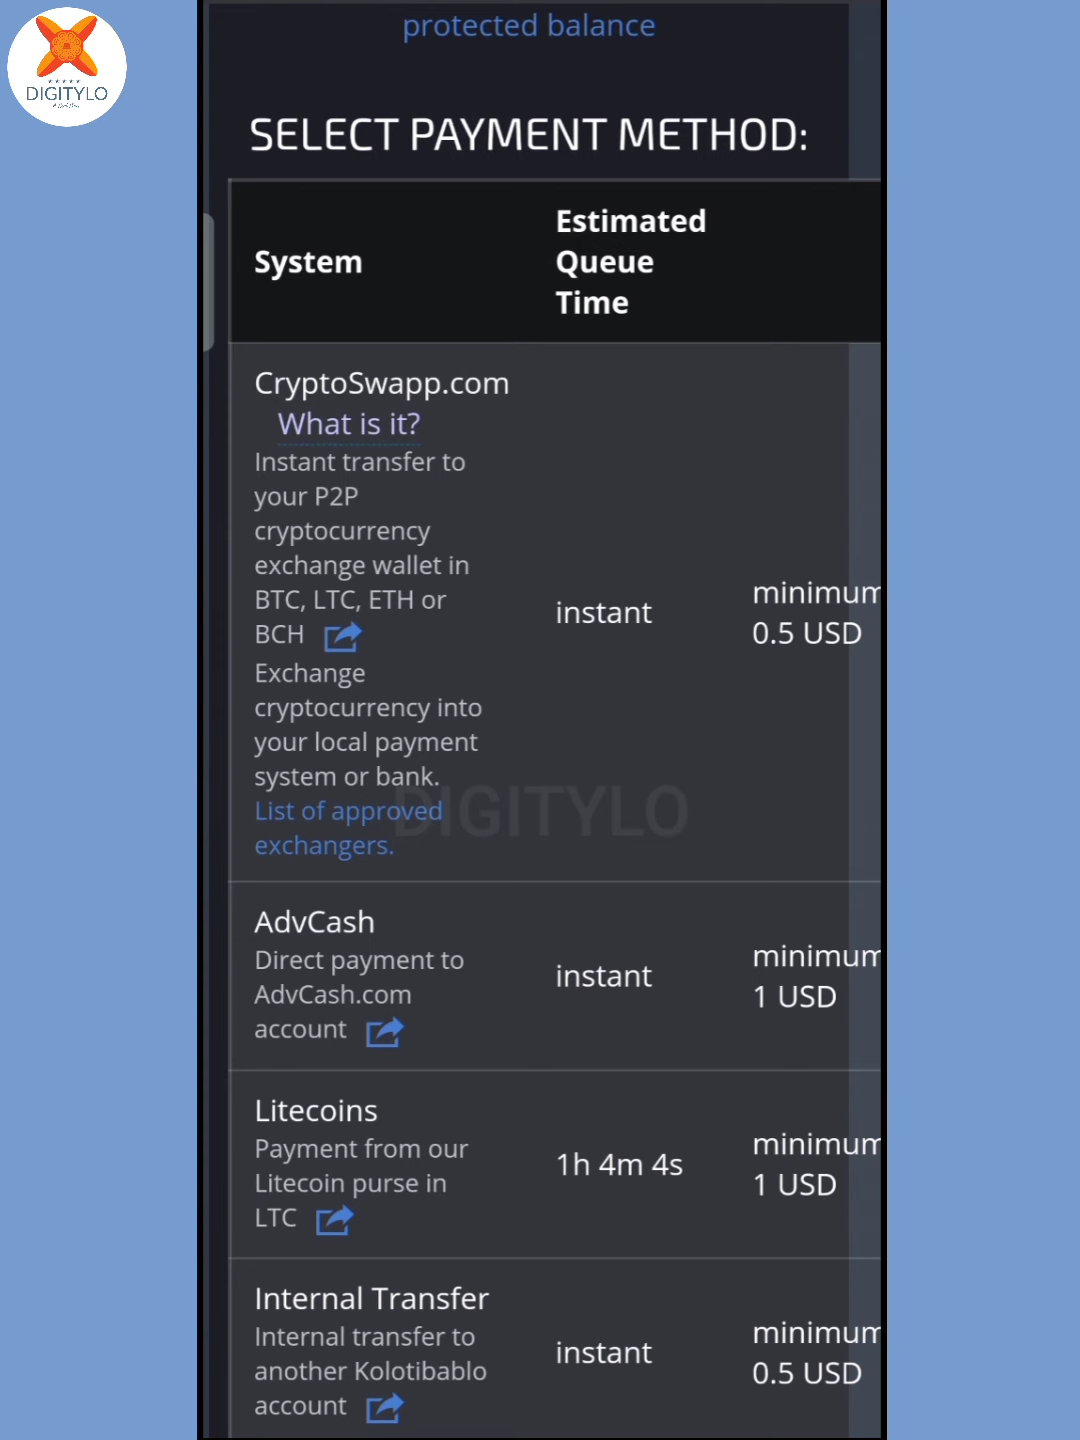 protected balance
DIGITYLO
SELECT PAYMENT METHOD:
System
Estimated
Queue
Time
CryptoSwapp.com
What is it?
Instant transfer to
your P2P
cryptocurrency
exchange wallet in
BTC, LTC, ETH or
BCH
Exchange
cryptocurrency into
your local payment
system or bank.
List of approved
exchangers.
instant
minimum
0.5 USD
DIGITYLO
AdvCash
Direct payment to
AdvCash.com
account
instant
minimum
1 USD
Litecoins
Payment from our
Litecoin purse in
LTC
1h 4m 4s
minimum
1 USD
Internal Transfer
Internal transfer to
another Kolotibablo
account
instant
minimum
0.5 USD